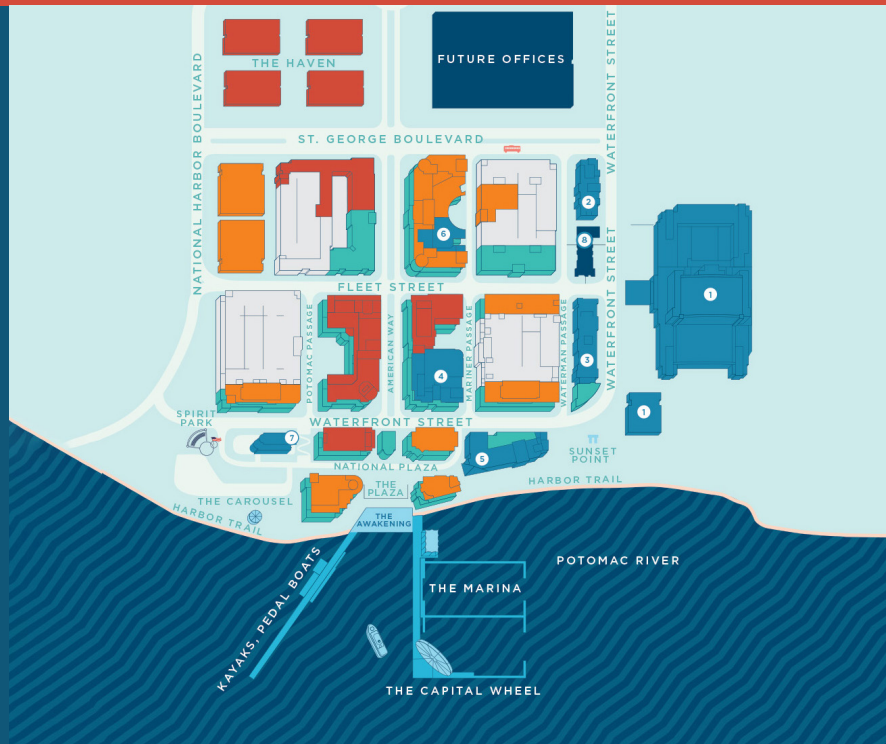 THE HAVEN
FUTURE OFFICES
NATIONAL HARBOR BOULEVARD
WATERFRONT STREET
ST. GEORGE BOULEVARD
2
6
8
WATERFRONT STREET
FLEET STREET
1
POTOMAC PASSAGE
AMERICAN WAY
MARINER PASSAGE
WATERMAN PASSAGE
3
4
1
SPIRIT
PARK
WATERFRONT STREET
7
5
SUNSET
POINT
NATIONAL PLAZA
THE
PLAZA
HARBOR TRAIL
THE CAROUSEL
HARBOR TRAIL
THE
AWAKENING
POTOMAC RIVER
KAYAKS, PEDAL BOATS
THE MARINA
THE CAPITAL WHEEL